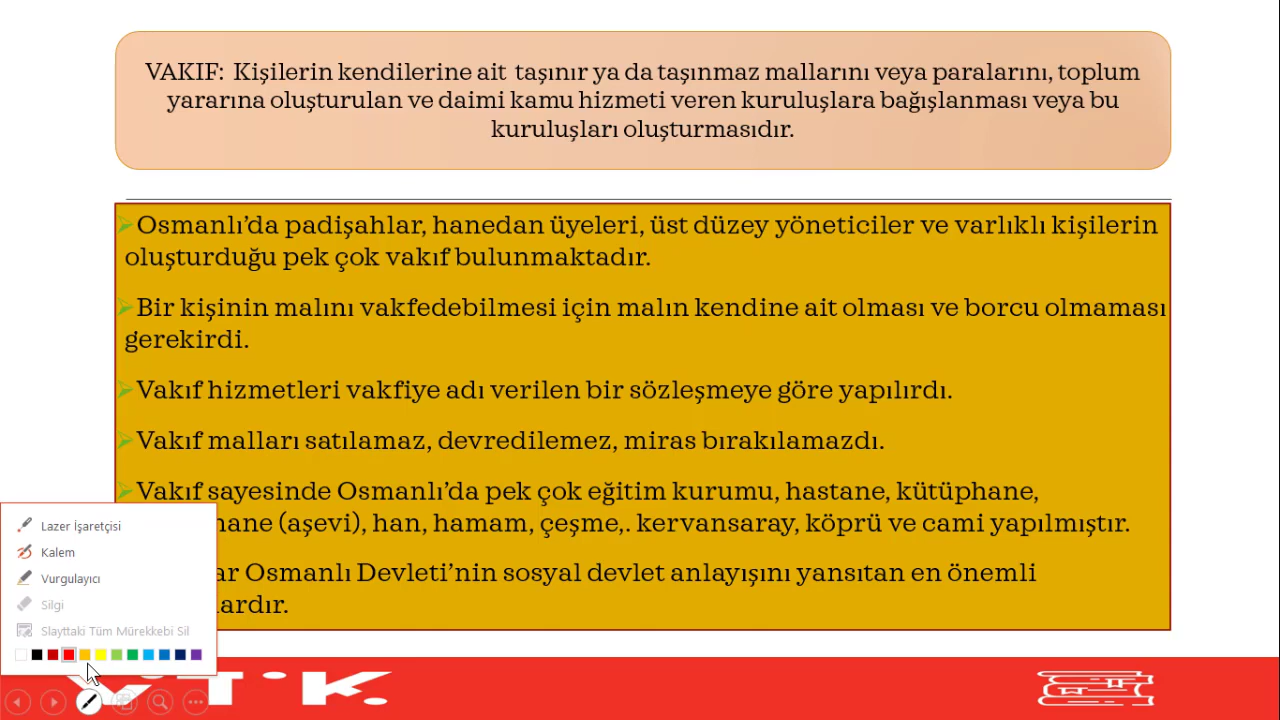 VAKIF: Kişilerin kendilerine ait taşınır ya da taşınmaz mallarını veya paralarını, toplum
yararına oluşturulan ve daimi kamu hizmeti veren kuruluşlara bağışlanması veya bu
kuruluşları oluşturmasıdır.
Osmanlı’da padişahlar, hanedan üyeleri, üst düzey yöneticiler ve varlıklı kişilerin
oluşturduğu pek çok vakıf bulunmaktadır.
Bir kişinin malını vakfedebilmesi için malın kendine ait olması ve borcu olmaması
gerekirdi.
Vakıf hizmetleri vakfiye adı verilen bir sözleşmeye göre yapılırdı.
Vakıf malları satılamaz, devredilemez, miras bırakılamazdı.
Vakıf sayesinde Osmanlı’da pek çok eğitim kurumu, hastane, kütüphane,
hane (aşevi), han, hamam, çeşme,. kervansaray, köprü ve cami yapılmıştır.
ar Osmanlı Devleti’nin sosyal devlet anlayışını yansıtan en önemli
lardır.
Lazer İşaretçisi
Kalem
Vurgulayıcı
Silgi
Slayttaki Tüm Mürekkebi Sil